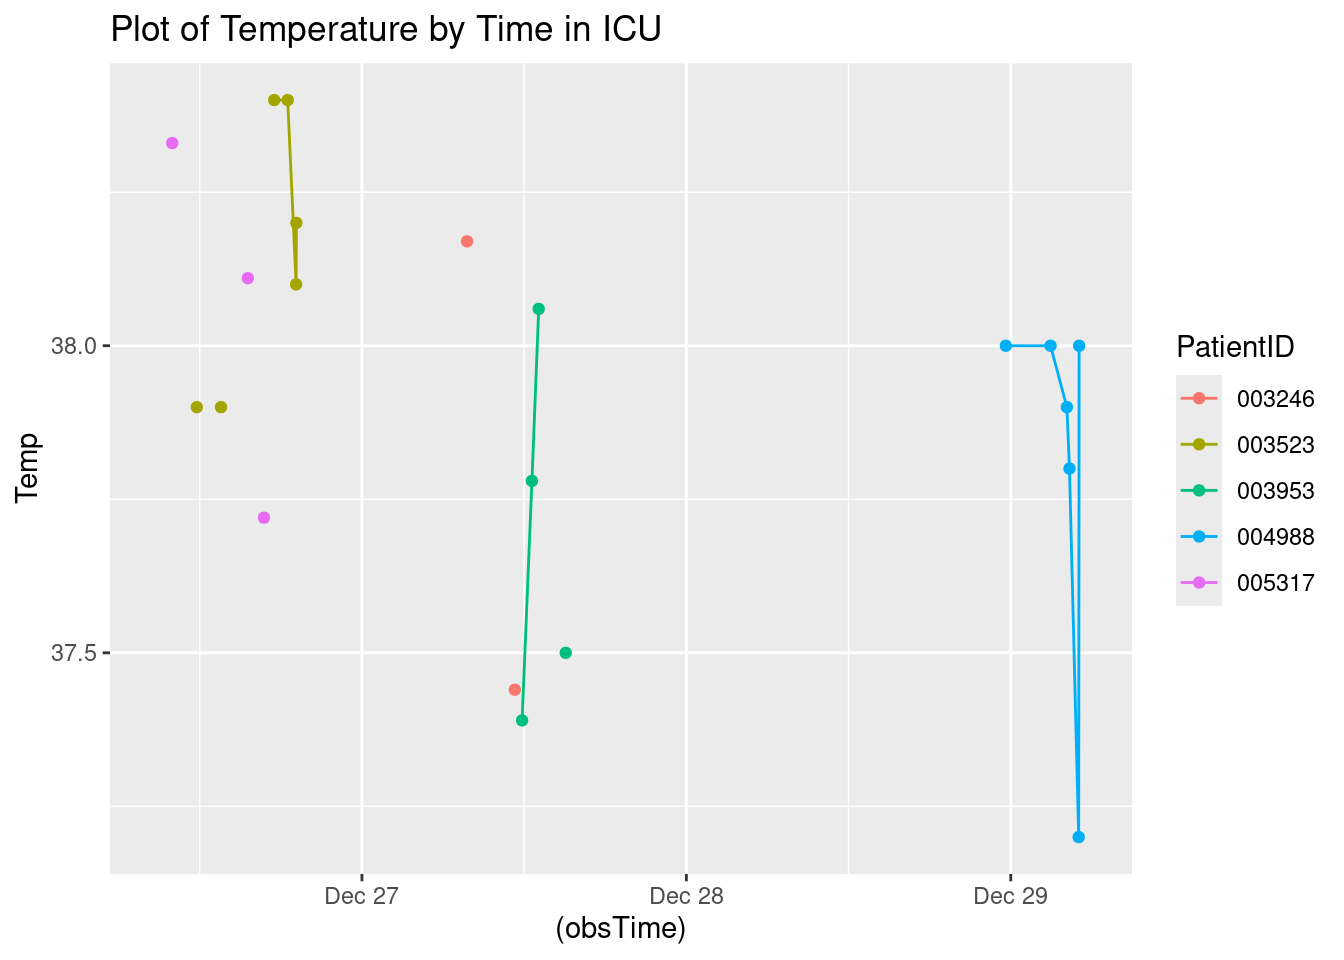 Plot of Temperature by Time in ICU
Temp
38.0
37.5
Dec 27
Dec 28
Dec 29
(obsTime)
PatientID
003246
003523
003953
004988
005317